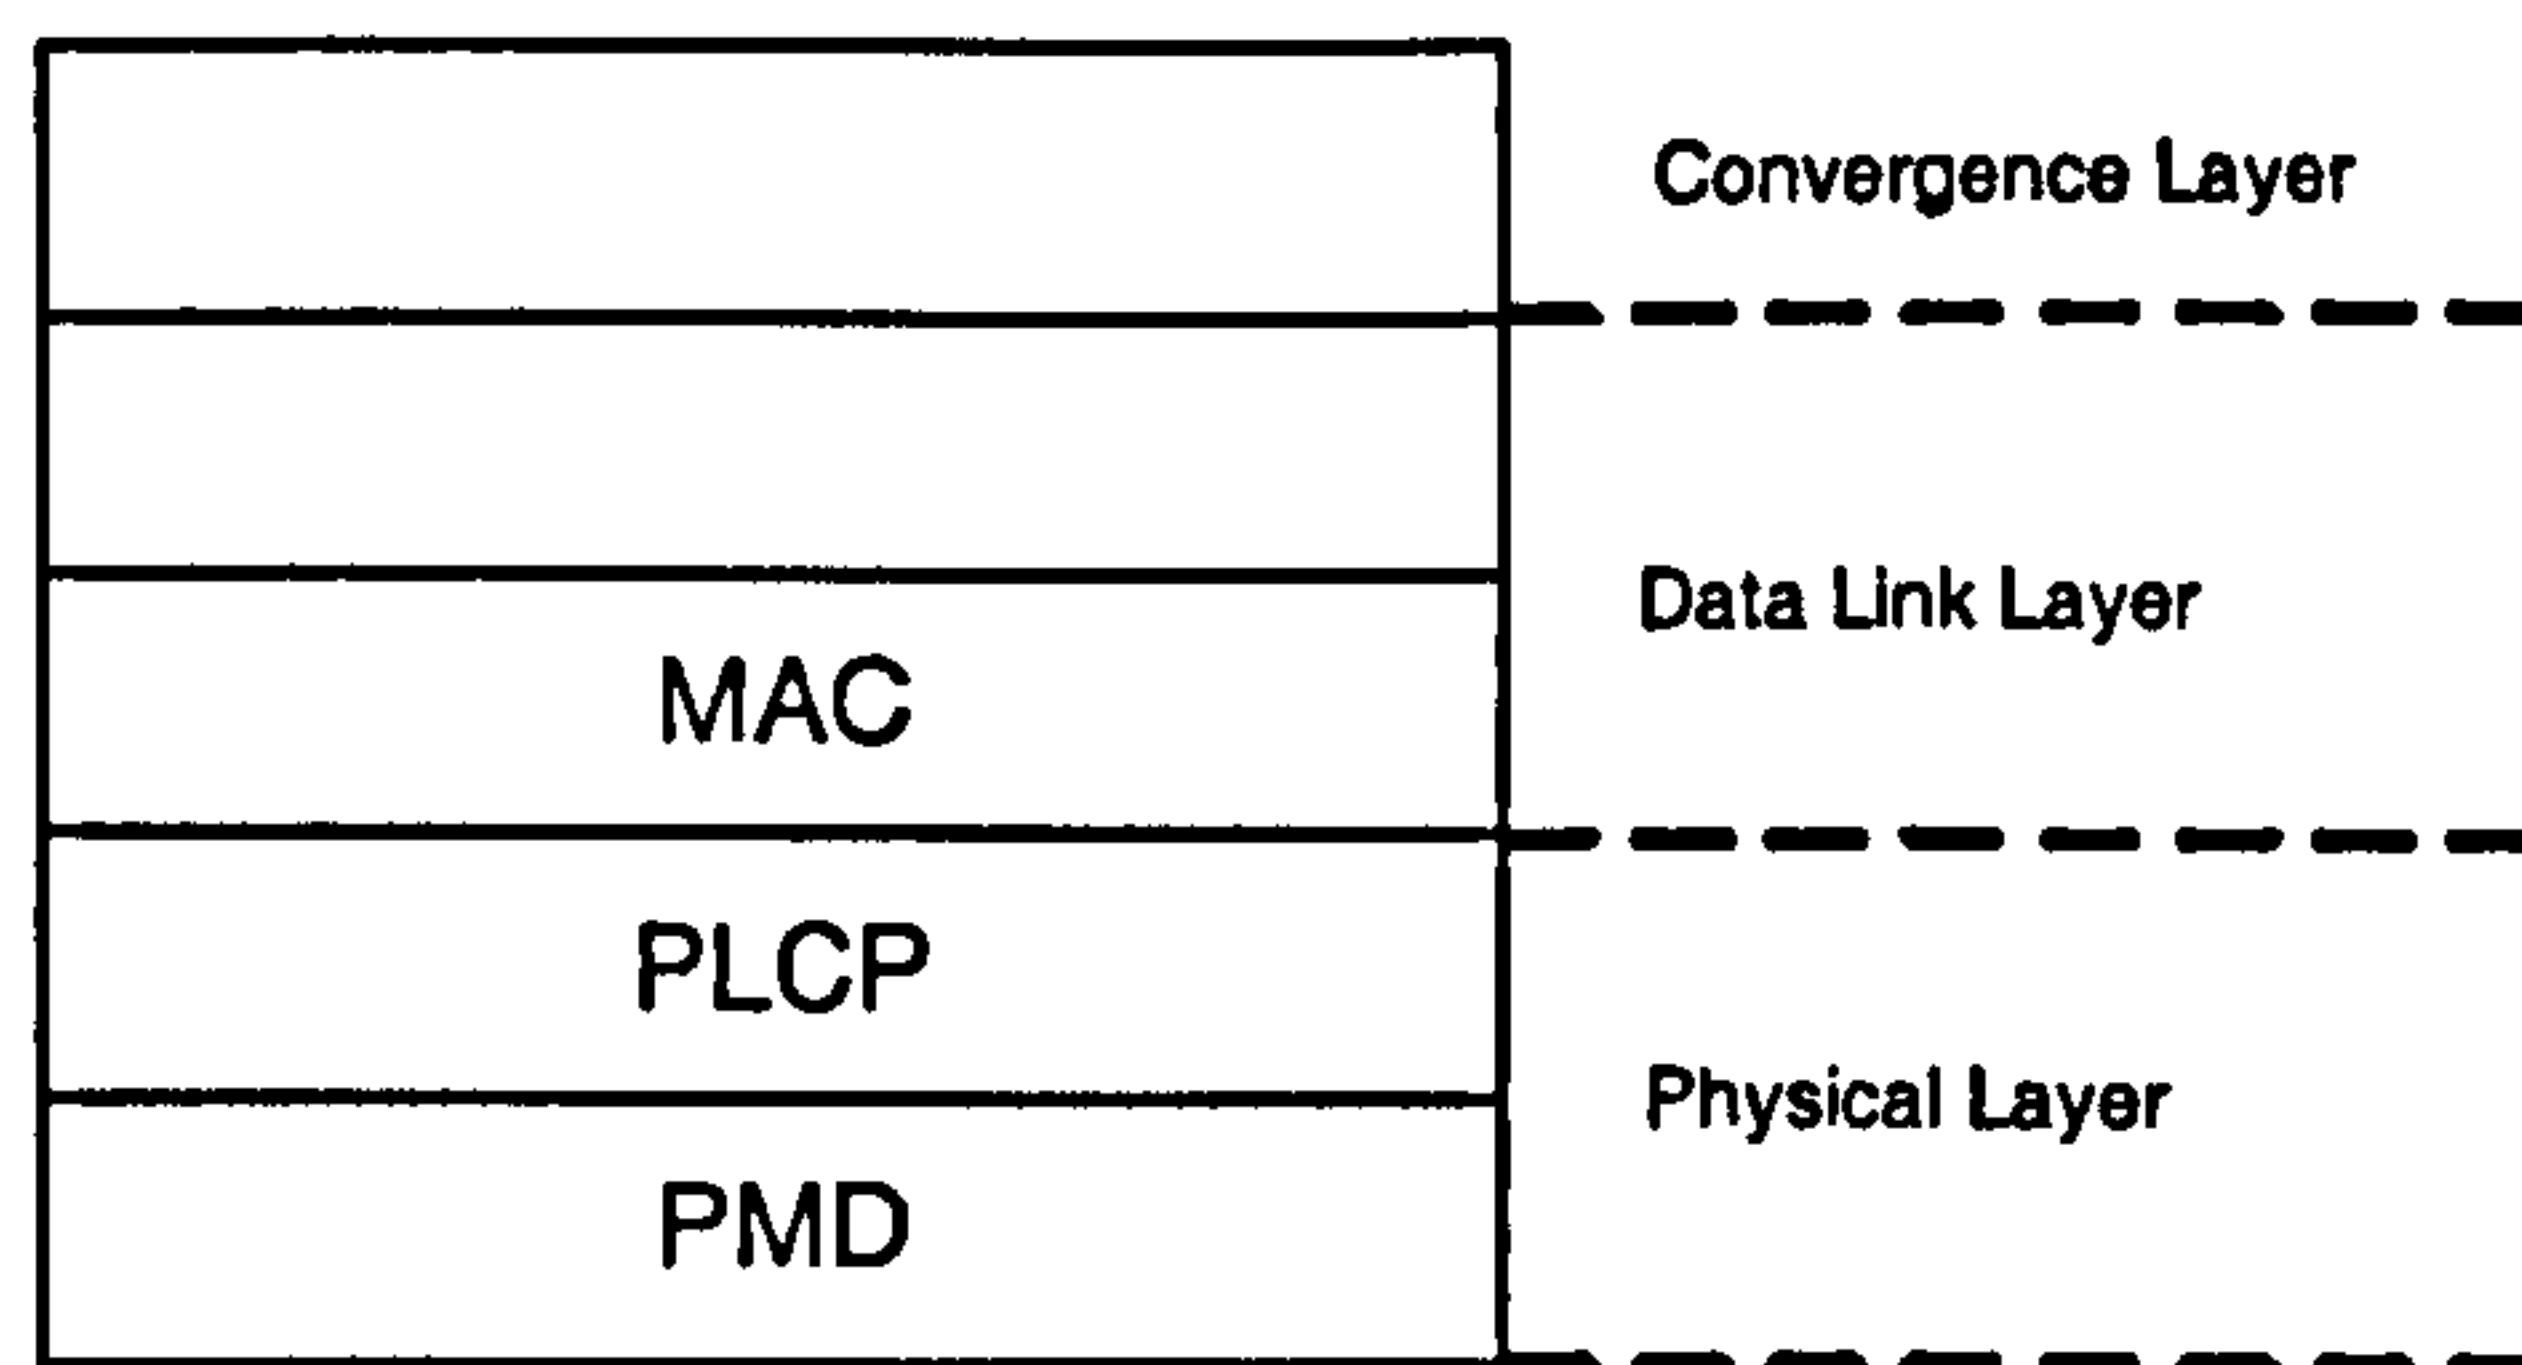 Convergence Layer
Data Link Layer
MAC
PLCP
Physical Layer
PMD